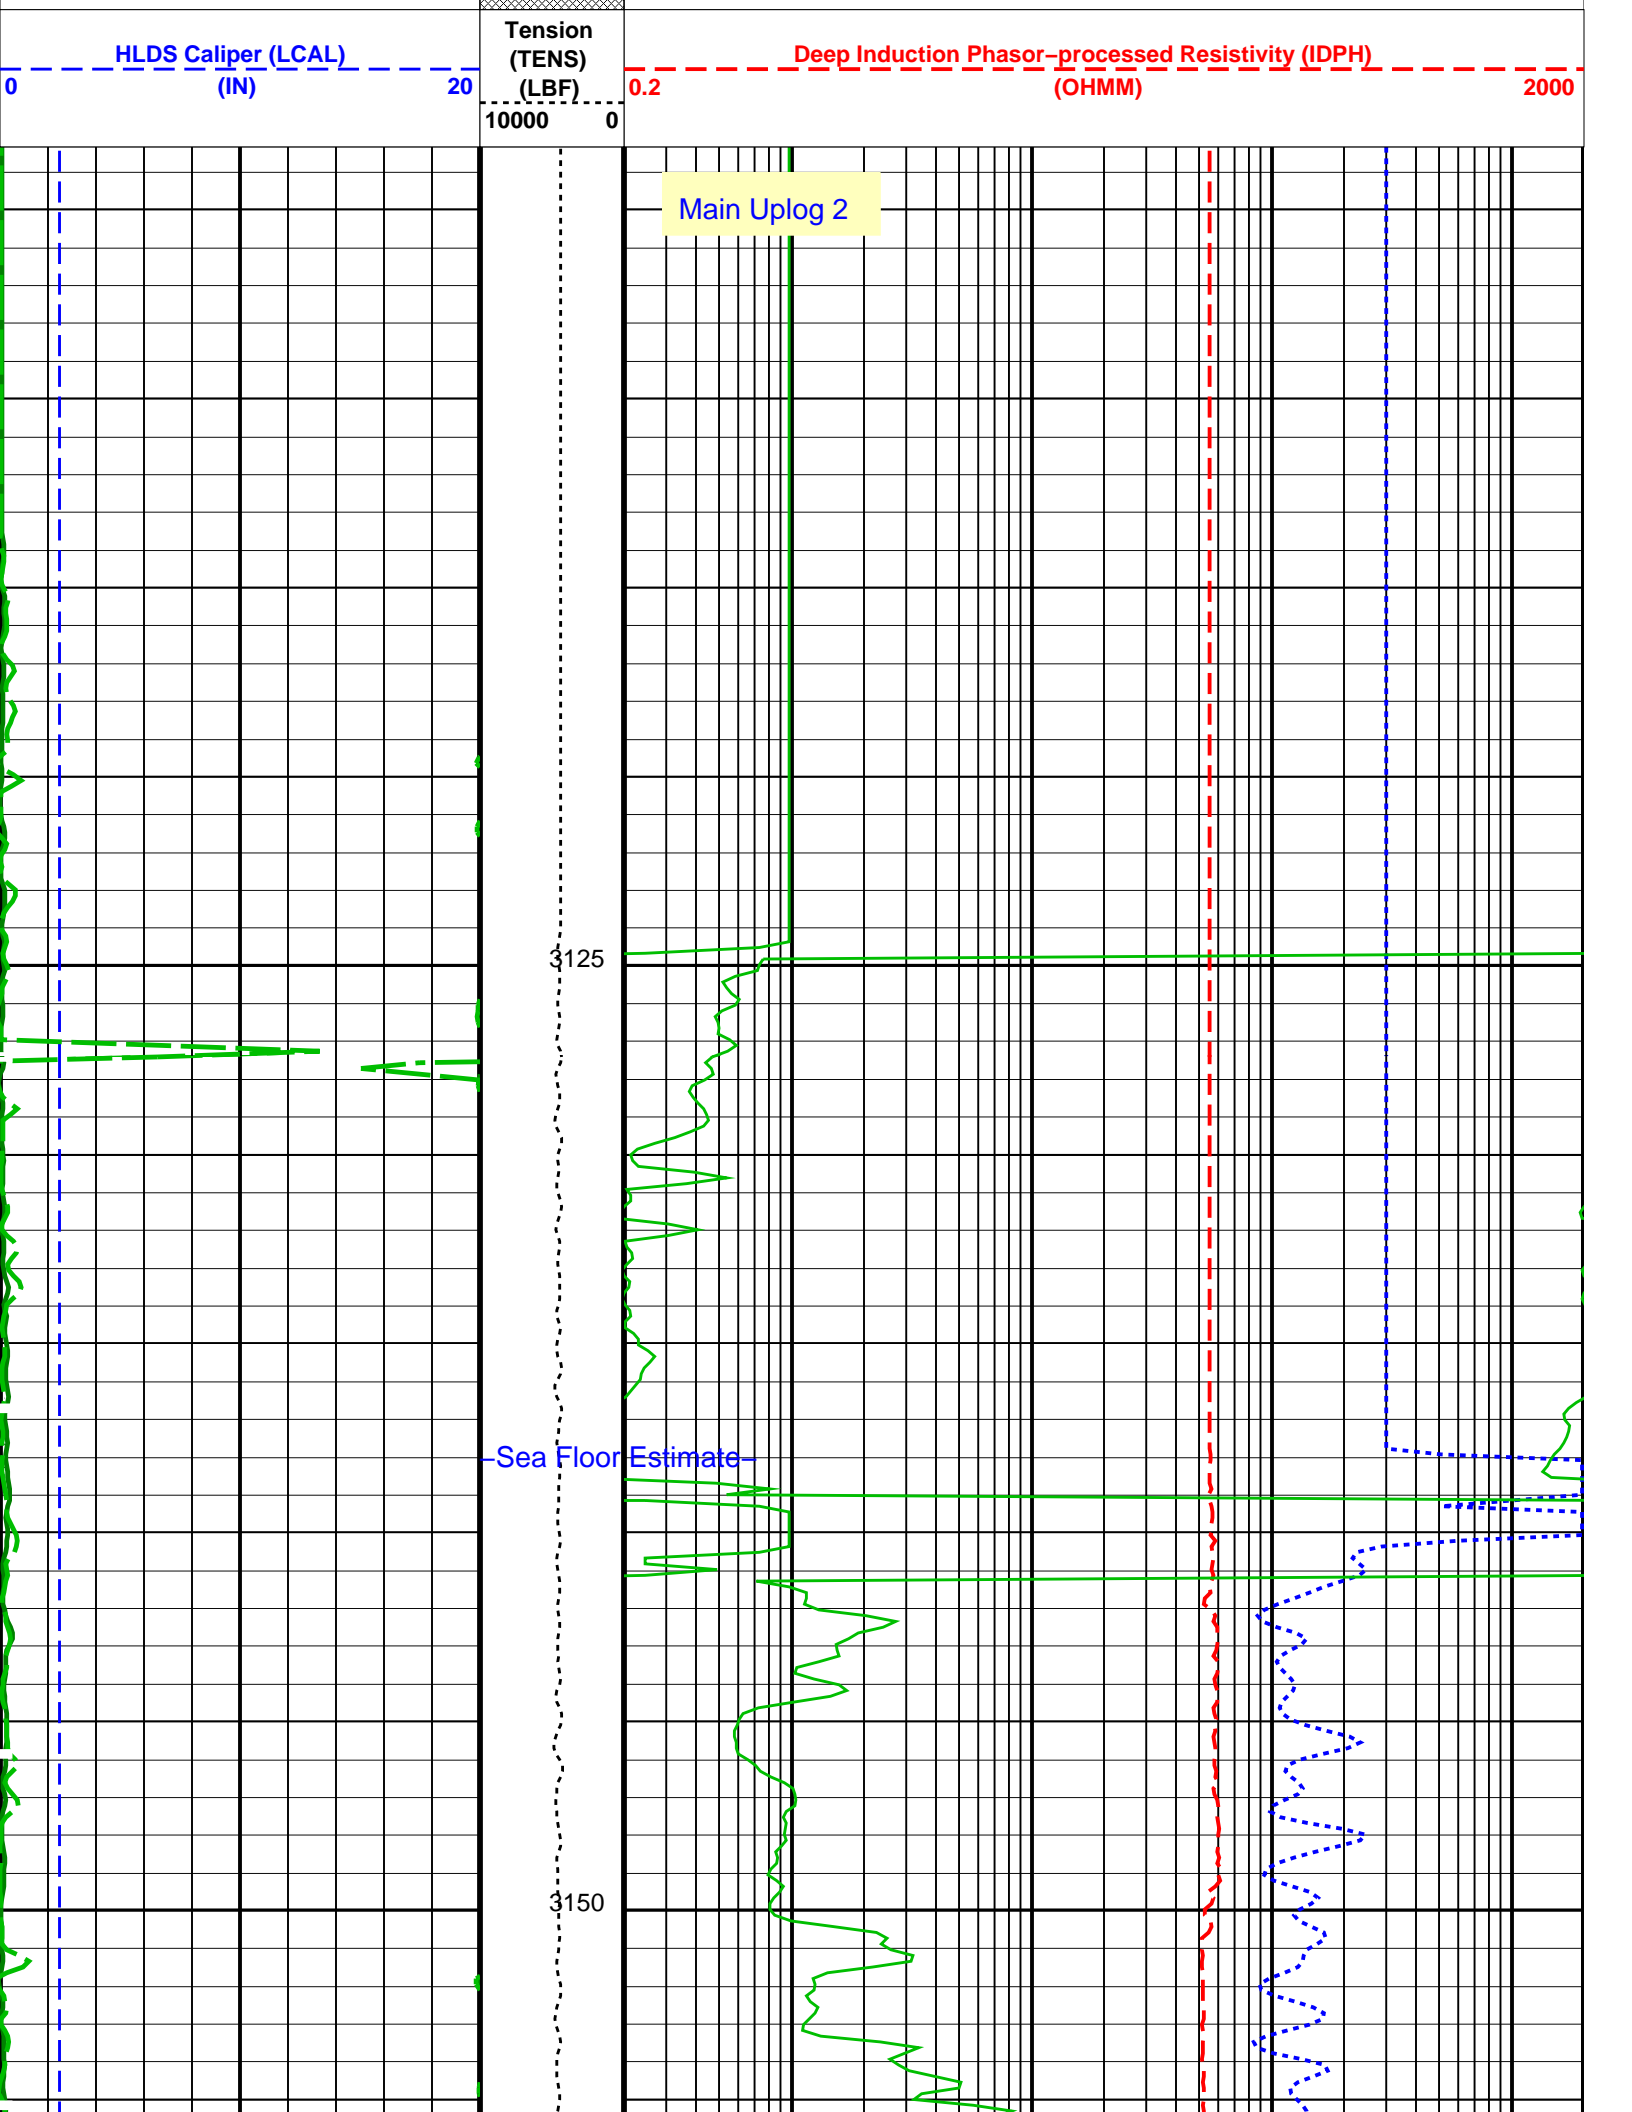 HLDS Caliper (LCAL)
0 (IN) 20
Tension
(TENS)
(LBF)
10000 0
Deep Induction Phasor−processed Resistivity (IDPH)
0.2 (OHMM) 2000
Main Uplog 2
3125
−Sea Floor Estimate−
3150